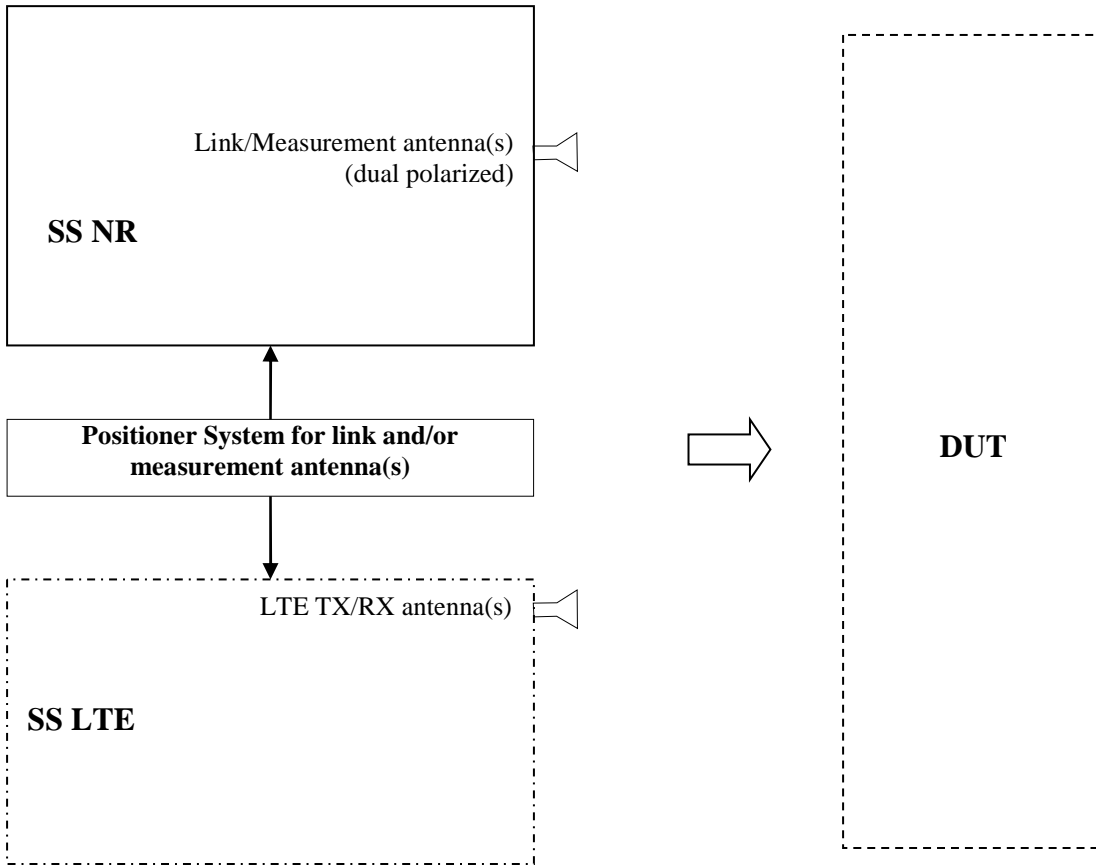 Link/Measurement antenna(s)
(dual polarized)
SS NR
Positioner System for link and/or
measurement antenna(s)
DUT
LTE TX/RX antenna(s)
SS LTE